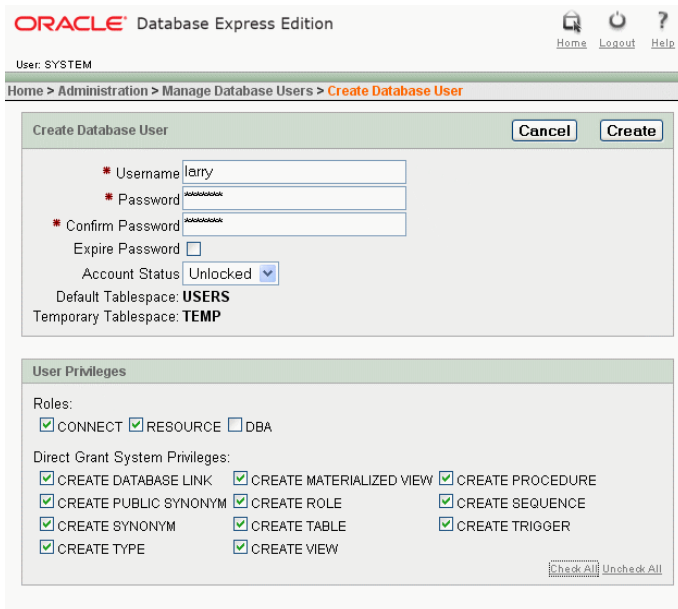 ORACLE Database Express Edition
Home Logout Help
User: SYSTEM
Home > Administration > Manage Database Users > Create Database User
Create Database User
Cancel Create
* Username larry
* Password *******
* Confirm Password *******
Expire Password
Account Status Unlocked
Default Tablespace: USERS
Temporary Tablespace: TEMP
User Privileges
Roles:
CONNECT RESOURCE DBA
Direct Grant System Privileges:
CREATE DATABASE LINK CREATE MATERIALIZED VIEW CREATE PROCEDURE
CREATE PUBLIC SYNONYM CREATE ROLE CREATE SEQUENCE
CREATE SYNONYM CREATE TABLE CREATE TRIGGER
CREATE TYPE CREATE VIEW
Check All Uncheck All